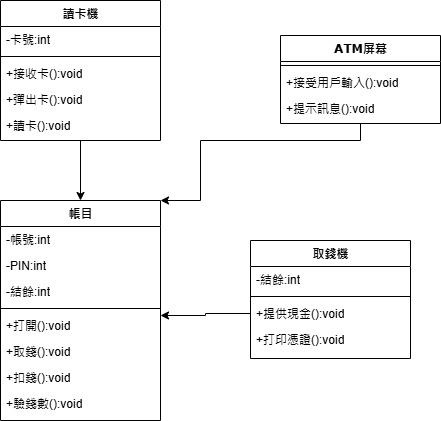 讀卡機
-卡號:int
+接收卡():void
+彈出卡():void
+讀卡():void
ATM屏幕
+接受用戶輸入():void
+提示訊息():void
帳目
-帳號:int
-PIN:int
-結餘:int
+打開():void
+取錢():void
+扣錢():void
+驗錢數():void
取錢機
-結餘:int
+提供現金():void
+打印憑證():void